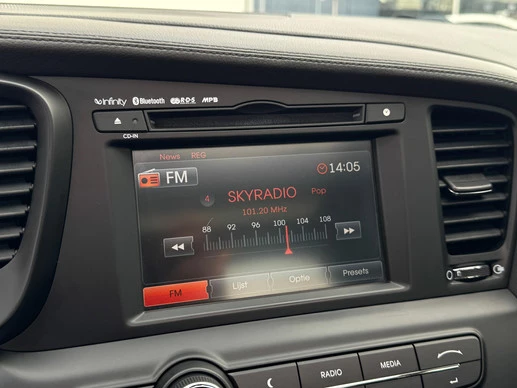 infinity Bluetooth R·D·S MP3
CD-IN
News REG
FM 14:05
4 SKYRADIO Pop
101.20 MHz
88 92 96 100 104 108
FM Lijst Optie Presets
RADIO MEDIA